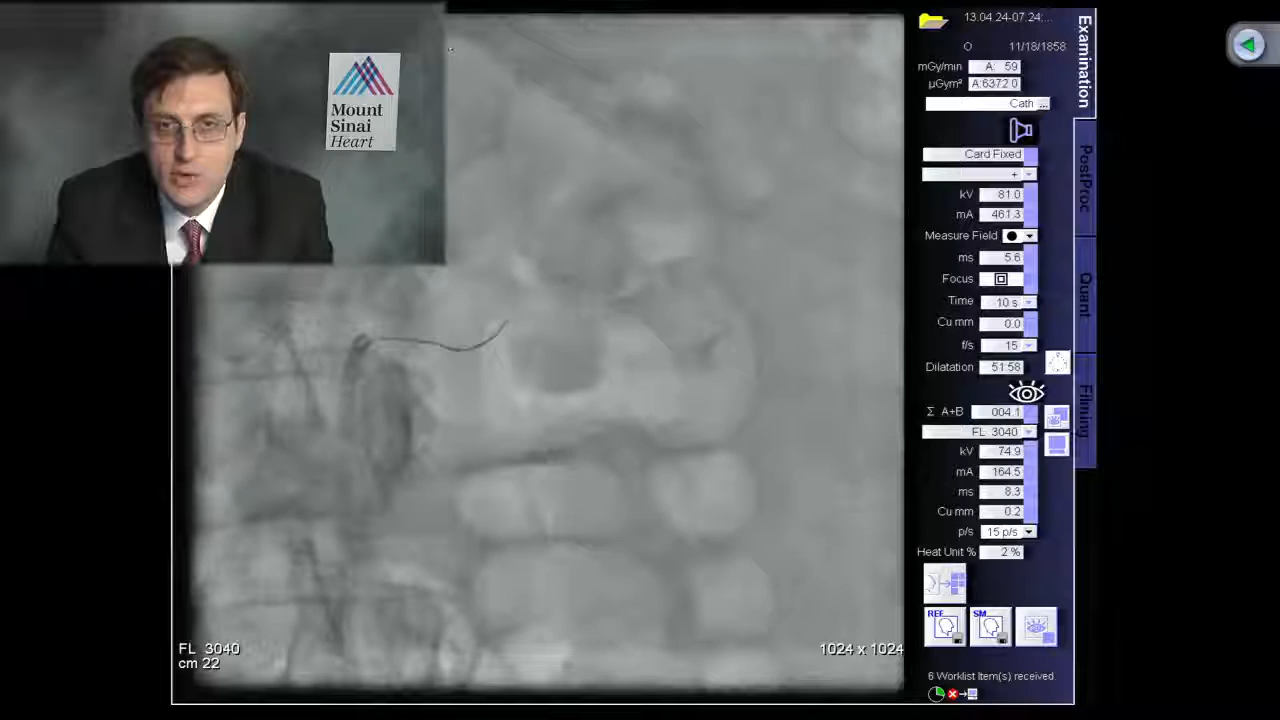 Mount
Sinai
Heart
FL 3040
cm 22
1024 x 1024
13.04.24-07.24:...
O 11/18/1858
mGy/min A: 59
µGym² A:6372.0
Cath ...
Card Fixed
+
kV 81.0
mA 461.3
Measure Field
ms 5.6
Focus
Time 10 s
Cu mm 0.0
f/s 15
Dilatation 51:58
Σ A+B 004.1
FL 3040
kV 74.9
mA 164.5
ms 8.3
Cu mm 0.2
p/s 15 p/s
Heat Unit % 2 %
REF
SM
6 Worklist Item(s) received
Examination
PostProc
Quant
Filming